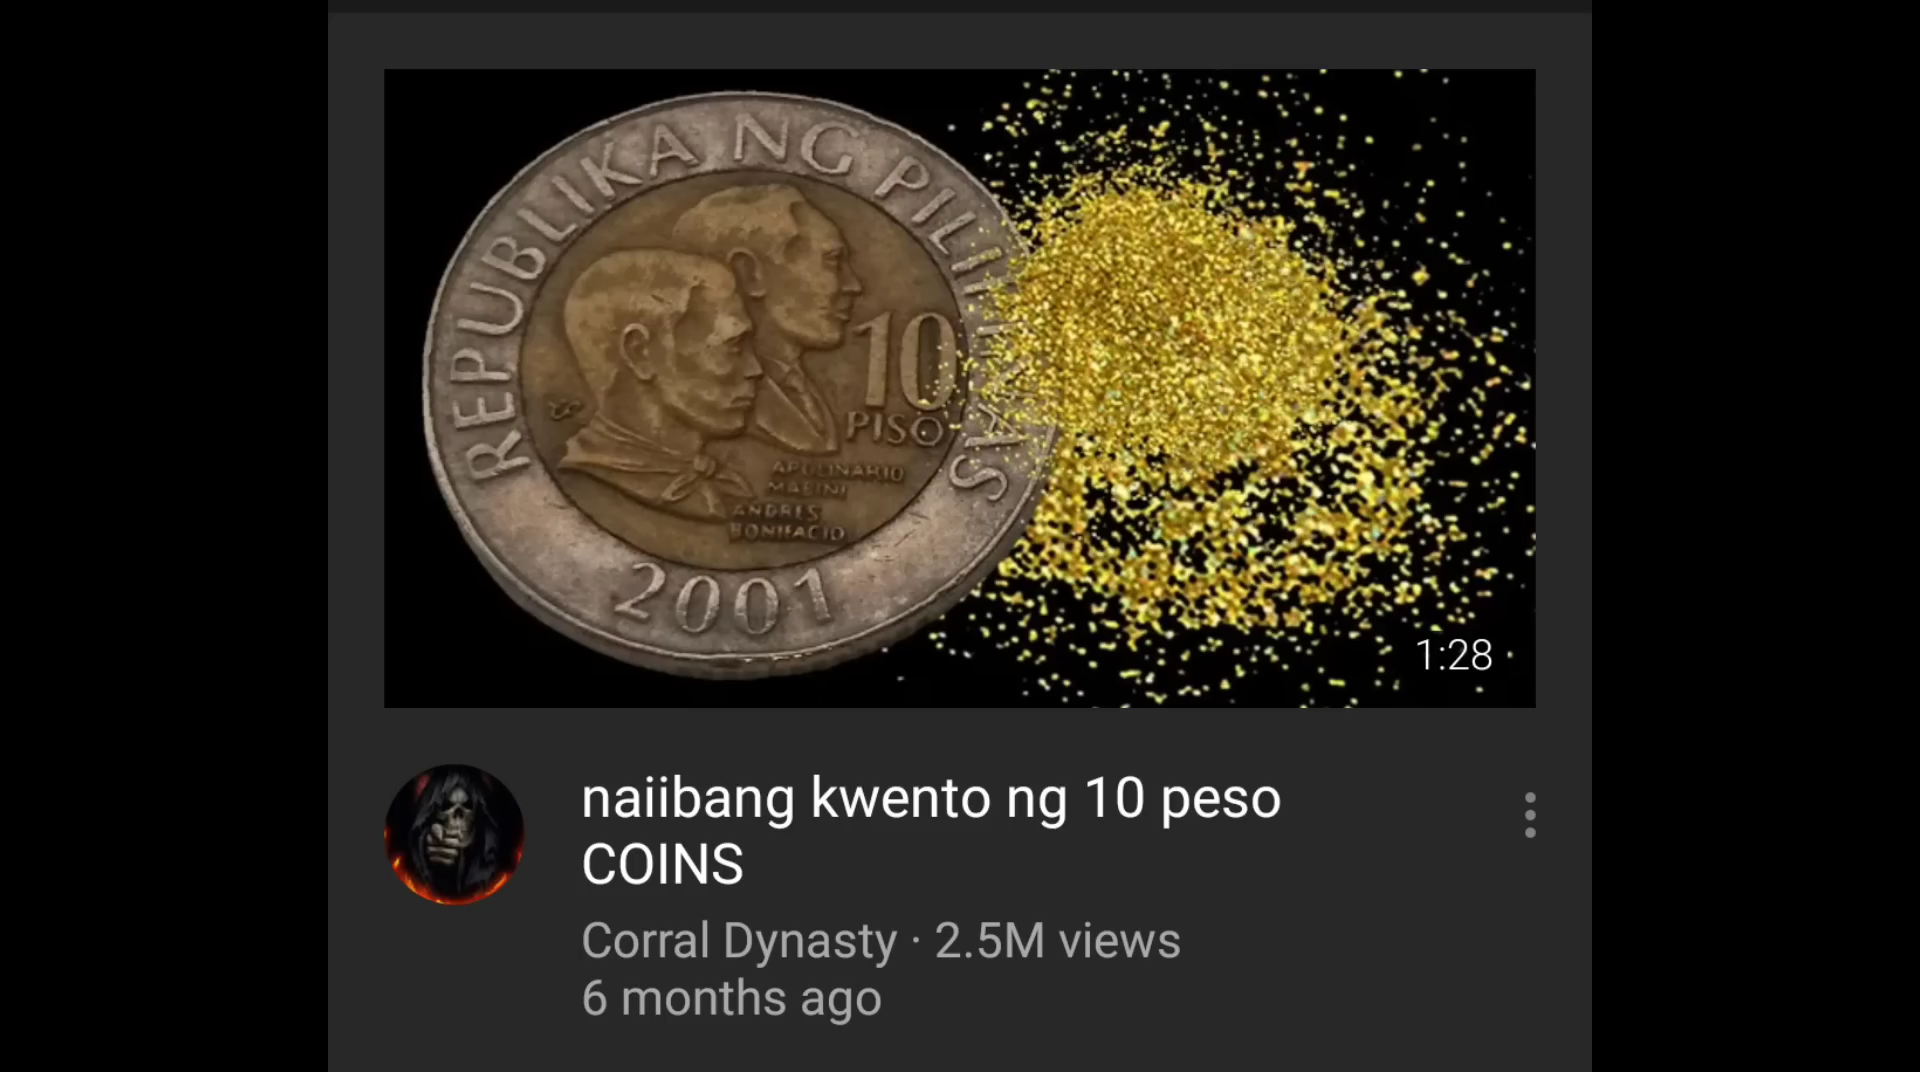 REPUBLIKA NG PILIPINAS
10
PISO
APOLINARIO
MABINI
ANDRES
BONIFACIO
2001
1:28
naiibang kwento ng 10 peso
COINS
Corral Dynasty · 2.5M views
6 months ago